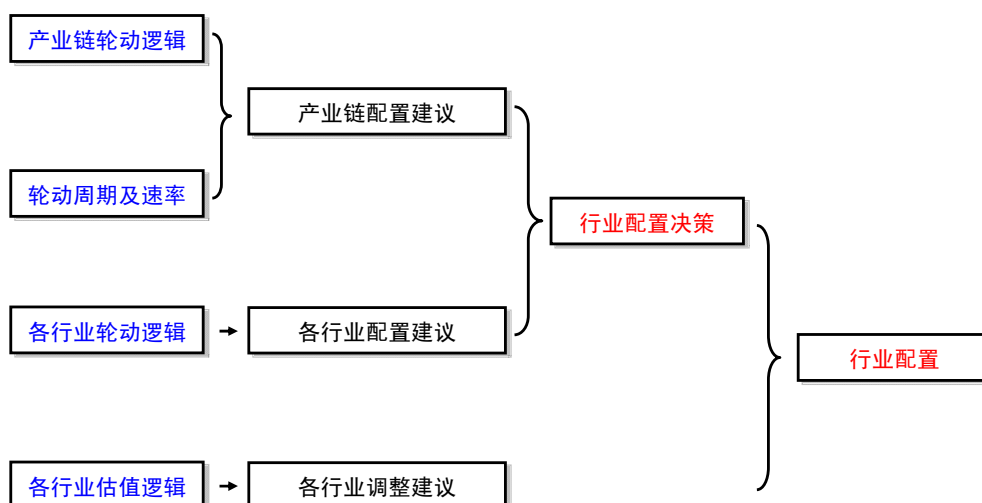 产业链轮动逻辑
产业链配置建议
轮动周期及速率
行业配置决策
各行业轮动逻辑
各行业配置建议
行业配置
各行业估值逻辑
各行业调整建议